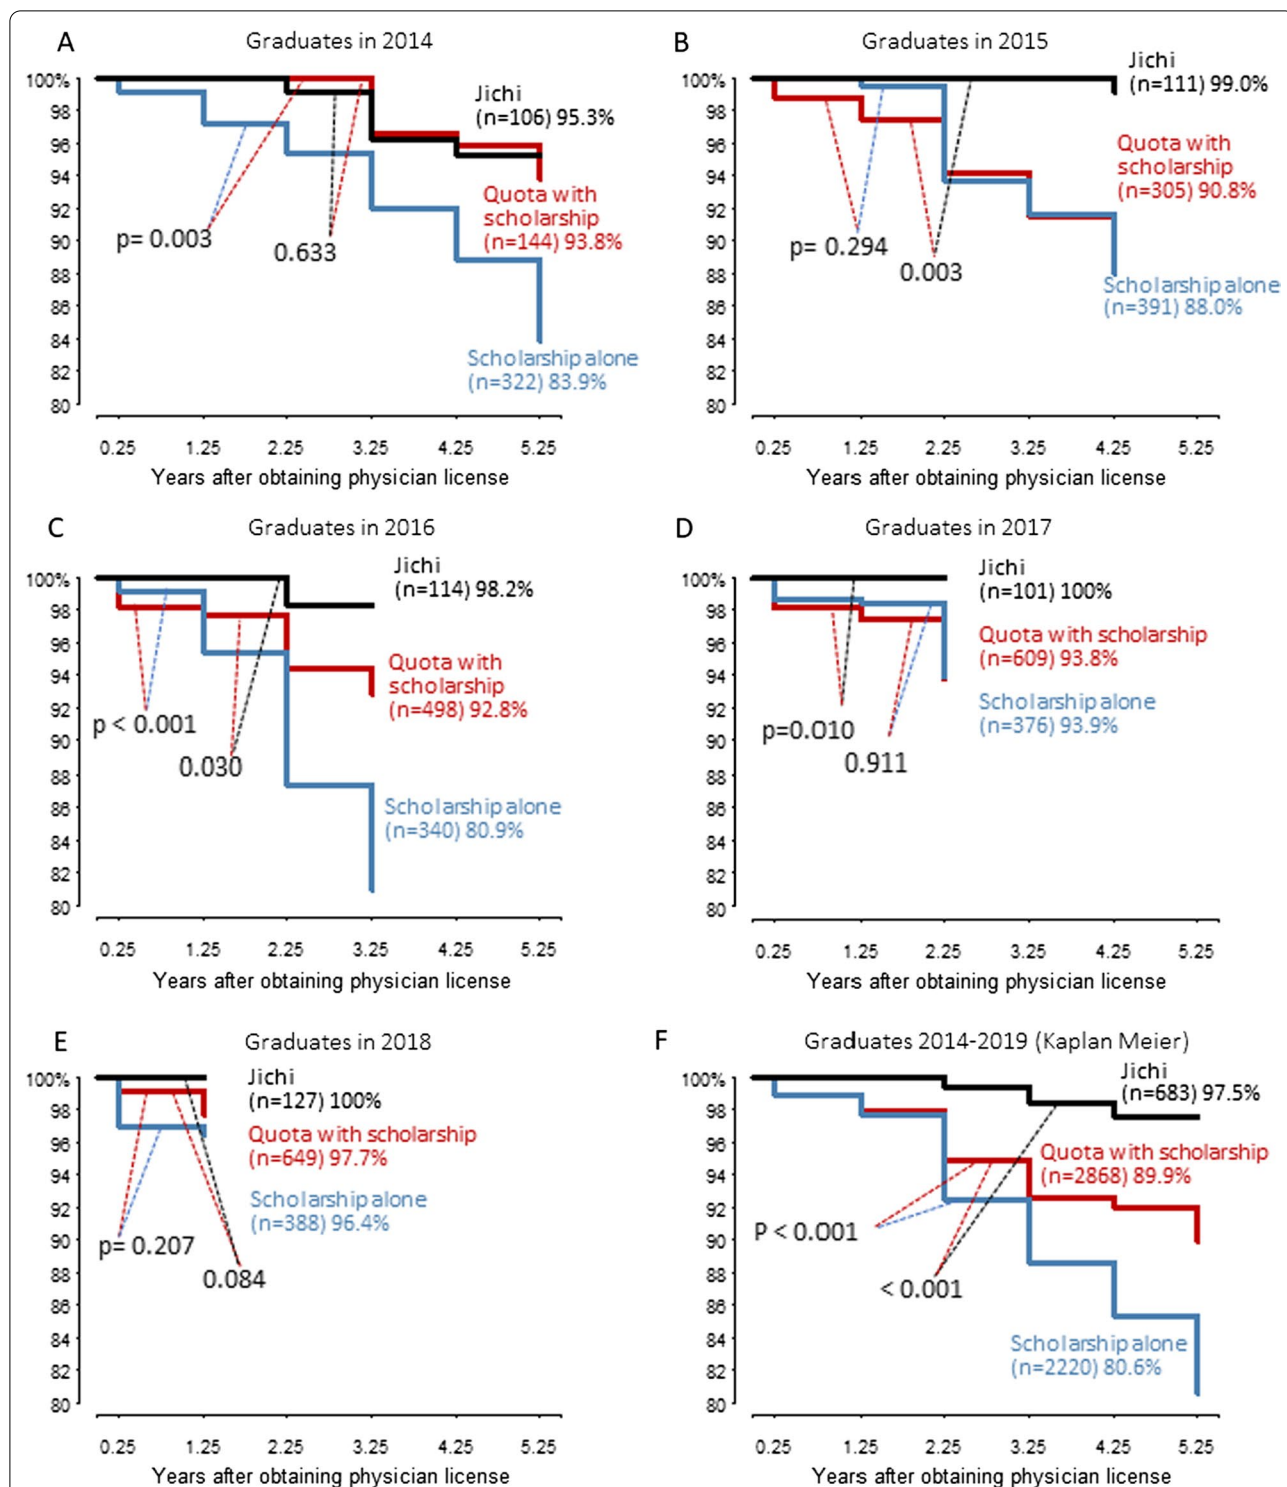 A
Graduates in 2014
100%
98
96
94
92
90
88
86
84
82
80
Jichi
(n=106) 95.3%
Quota with
scholarship
(n=144) 93.8%
p= 0.003
0.633
Scholarship alone
(n=322) 83.9%
0.25 1.25 2.25 3.25 4.25 5.25
Years after obtaining physician license
B
Graduates in 2015
100%
98
96
94
92
90
88
86
84
82
80
Jichi
(n=111) 99.0%
Quota with
scholarship
(n=305) 90.8%
p= 0.294
0.003
Scholarship alone
(n=391) 88.0%
0.25 1.25 2.25 3.25 4.25 5.25
Years after obtaining physician license
C
Graduates in 2016
100%
98
96
94
92
90
88
86
84
82
80
Jichi
(n=114) 98.2%
Quota with
scholarship
(n=498) 92.8%
p < 0.001
0.030
Scholarship alone
(n=340) 80.9%
0.25 1.25 2.25 3.25 4.25 5.25
Years after obtaining physician license
D
Graduates in 2017
100%
98
96
94
92
90
88
86
84
82
80
Jichi
(n=101) 100%
Quota with scholarship
(n=609) 93.8%
Scholarship alone
(n=376) 93.9%
p=0.010
0.911
0.25 1.25 2.25 3.25 4.25 5.25
Years after obtaining physician license
E
Graduates in 2018
100%
98
96
94
92
90
88
86
84
82
80
Jichi
(n=127) 100%
Quota with scholarship
(n=649) 97.7%
Scholarship alone
(n=388) 96.4%
p= 0.207
0.084
0.25 1.25 2.25 3.25 4.25 5.25
Years after obtaining physician license
F
Graduates 2014-2019 (Kaplan Meier)
100%
98
96
94
92
90
88
86
84
82
80
Jichi
(n=683) 97.5%
Quota with scholarship
(n=2868) 89.9%
P < 0.001
< 0.001
Scholarship alone
(n=2220) 80.6%
0.25 1.25 2.25 3.25 4.25 5.25
Years after obtaining physician license